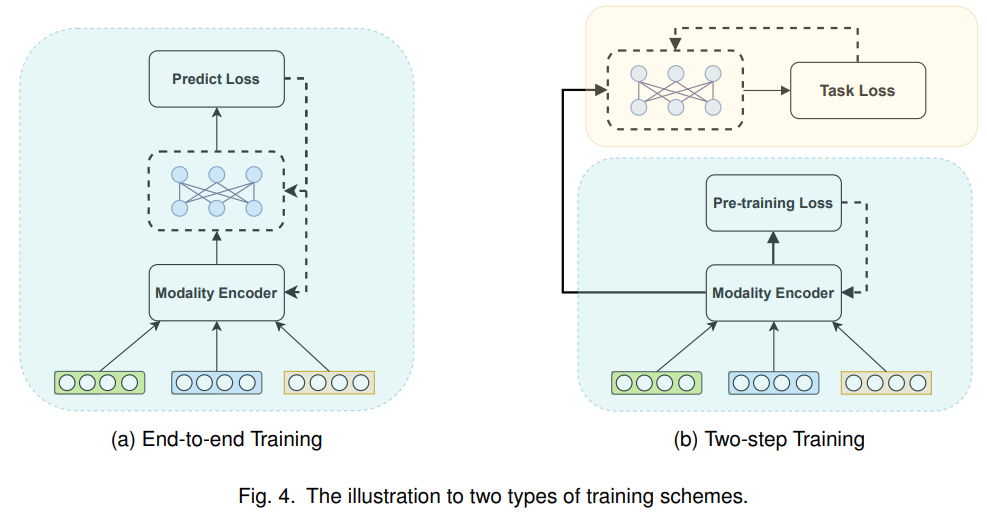 Predict Loss
Modality Encoder
(a) End-to-end Training
Task Loss
Pre-training Loss
Modality Encoder
(b) Two-step Training
Fig. 4. The illustration to two types of training schemes.